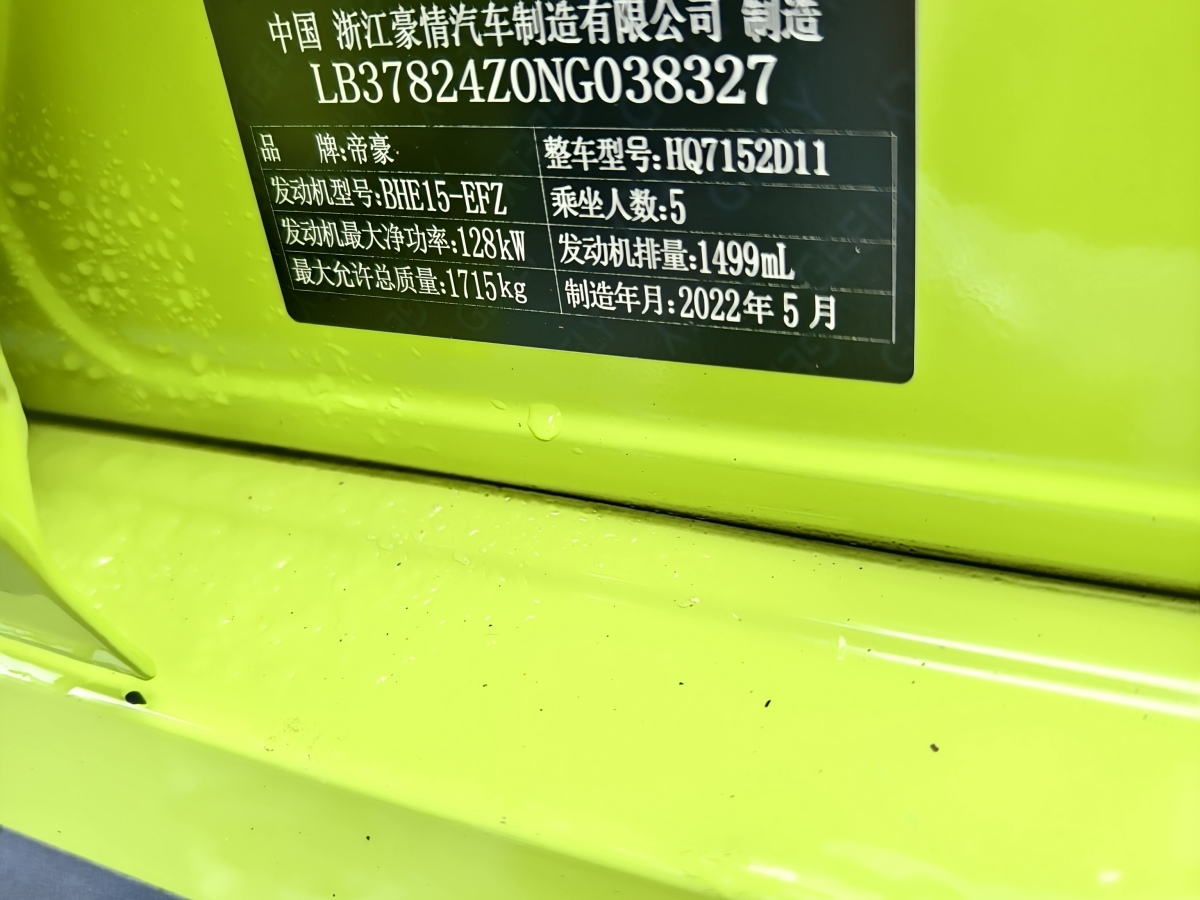 中国 浙江豪情汽车制造有限公司 制造
LB37824Z0NG038327
品 牌:帝豪 整车型号:HQ7152D11
发动机型号:BHE15-EFZ 乘坐人数:5
发动机最大净功率:128kW 发动机排量:1499mL
最大允许总质量:1715kg 制造年月:2022年 5 月